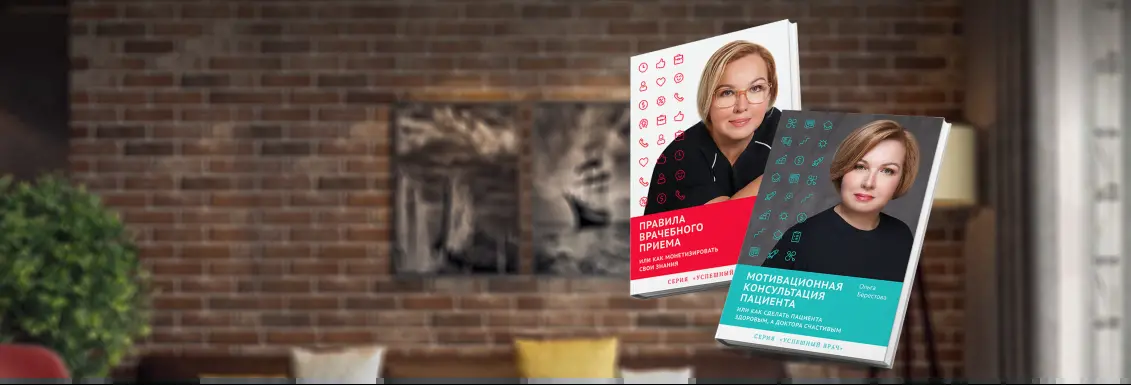 ПРАВИЛА
ВРАЧЕБНОГО
ПРИЕМА
ИЛИ КАК МОНЕТИЗИРОВАТЬ
СВОИ ЗНАНИЯ
СЕРИЯ «УСПЕШНЫЙ
МОТИВАЦИОННАЯ
КОНСУЛЬТАЦИЯ
ПАЦИЕНТА
Ольга
Берестова
ИЛИ КАК СДЕЛАТЬ ПАЦИЕНТА
ЗДОРОВЫМ, А ДОКТОРА СЧАСТЛИВЫМ
СЕРИЯ «УСПЕШНЫЙ ВРАЧ»